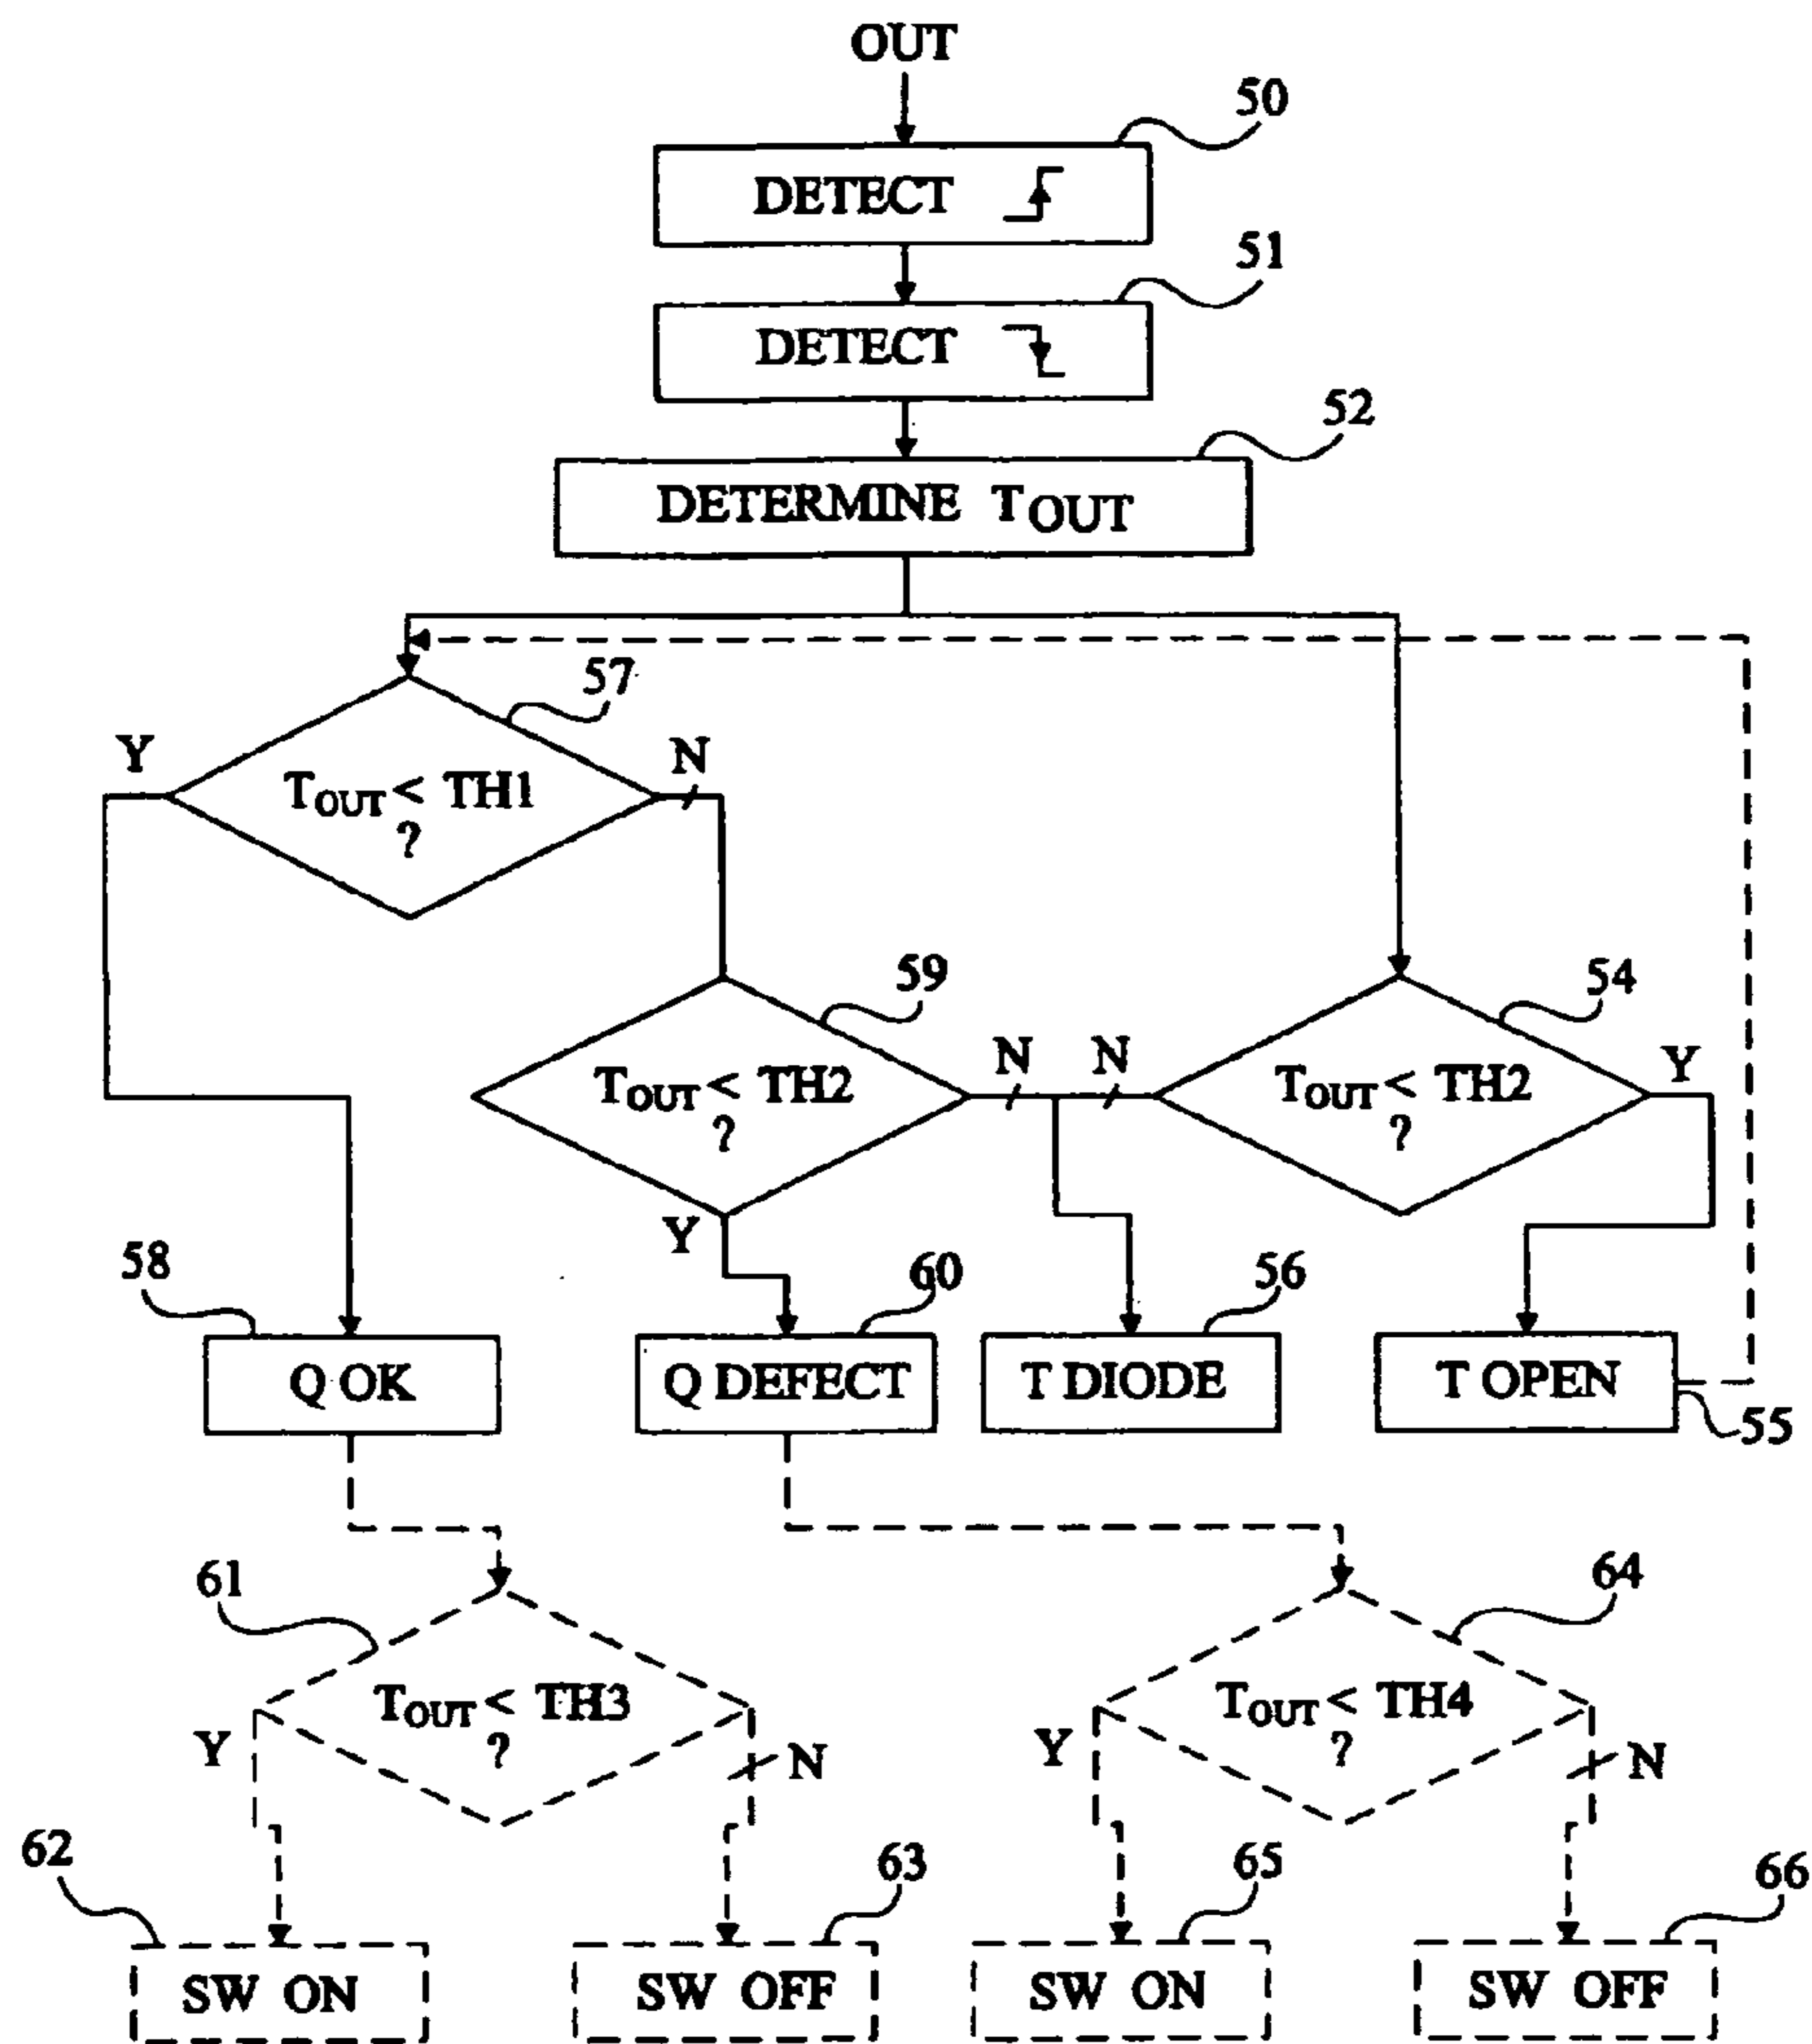 OUT
50
DETECT
51
DETECT
52
DETERMINE TOUT
57
Y
N
TOUT < TH1
?
59
54
N
N
Y
TOUT < TH2
?
TOUT < TH2
?
Y
58
60
56
Q OK
Q DEFECT
T DIODE
T OPEN
55
61
64
TOUT < TH3
?
TOUT < TH4
?
Y
N
Y
N
62
63
65
66
SW ON
SW OFF
SW ON
SW OFF